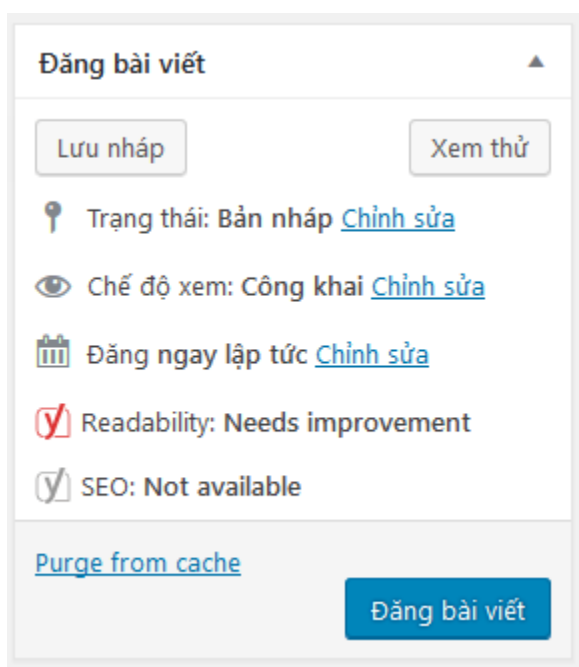 Đăng bài viết
Lưu nháp Xem thử
Trạng thái: Bản nháp Chỉnh sửa
Chế độ xem: Công khai Chỉnh sửa
Đăng ngay lập tức Chỉnh sửa
Readability: Needs improvement
SEO: Not available
Purge from cache
Đăng bài viết